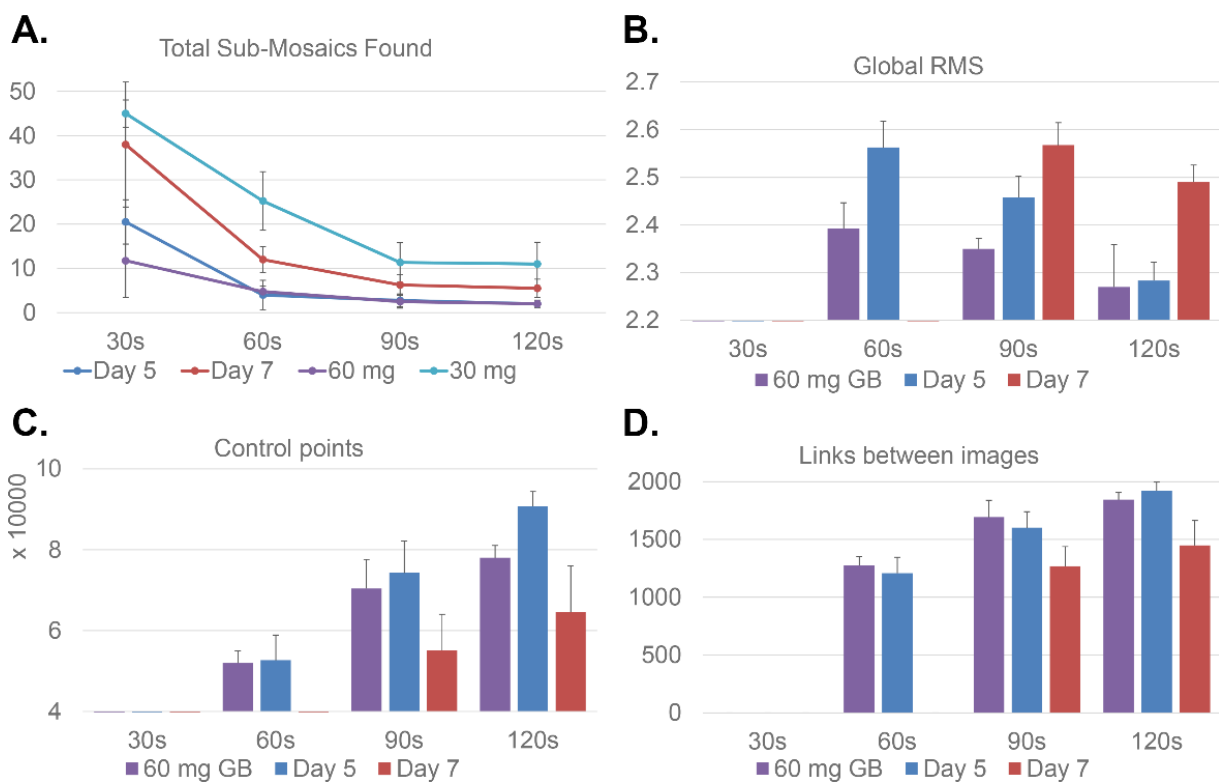 A.
Total Sub-Mosaics Found
50
40
30
20
10
0
30s 60s 90s 120s
Day 5 Day 7 60 mg 30 mg
B.
Global RMS
2.7
2.6
2.5
2.4
2.3
2.2
30s 60s 90s 120s
60 mg GB Day 5 Day 7
C.
Control points
x 10000
10
8
6
4
30s 60s 90s 120s
60 mg GB Day 5 Day 7
D.
Links between images
2000
1500
1000
500
0
30s 60s 90s 120s
60 mg GB Day 5 Day 7